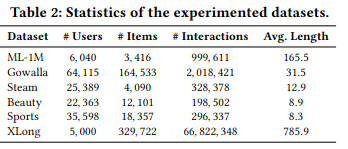 Table 2: Statistics of the experimented datasets.
Dataset # Users # Items # Interactions Avg. Length
ML-1M 6,040 3,416 999,611 165.5
Gowalla 64,115 164,533 2,018,421 31.5
Steam 25,389 4,090 328,378 12.9
Beauty 22,363 12,101 198,502 8.9
Sports 35,598 18,357 296,337 8.3
XLong 5,000 329,722 66,822,348 785.9